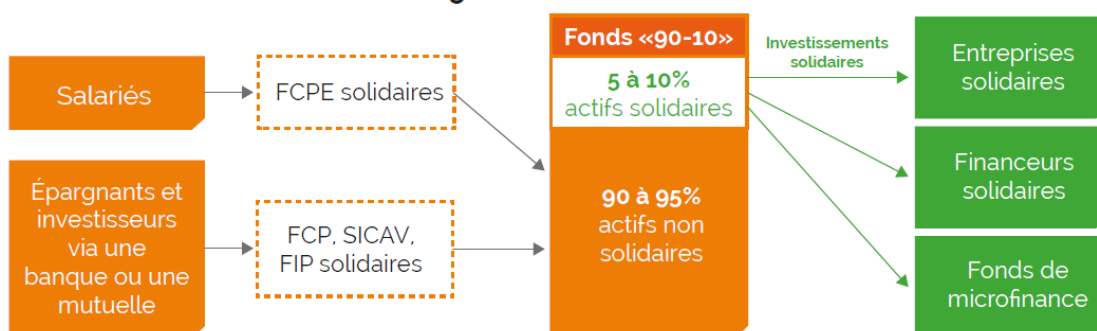 Salariés
FCPE solidaires
Épargnants et
investisseurs
via une
banque ou une
mutuelle
FCP, SICAV,
FIP solidaires
Fonds «90-10»
5 à 10%
actifs solidaires
90 à 95%
actifs non
solidaires
Investissements
solidaires
Entreprises
solidaires
Financeurs
solidaires
Fonds de
microfinance